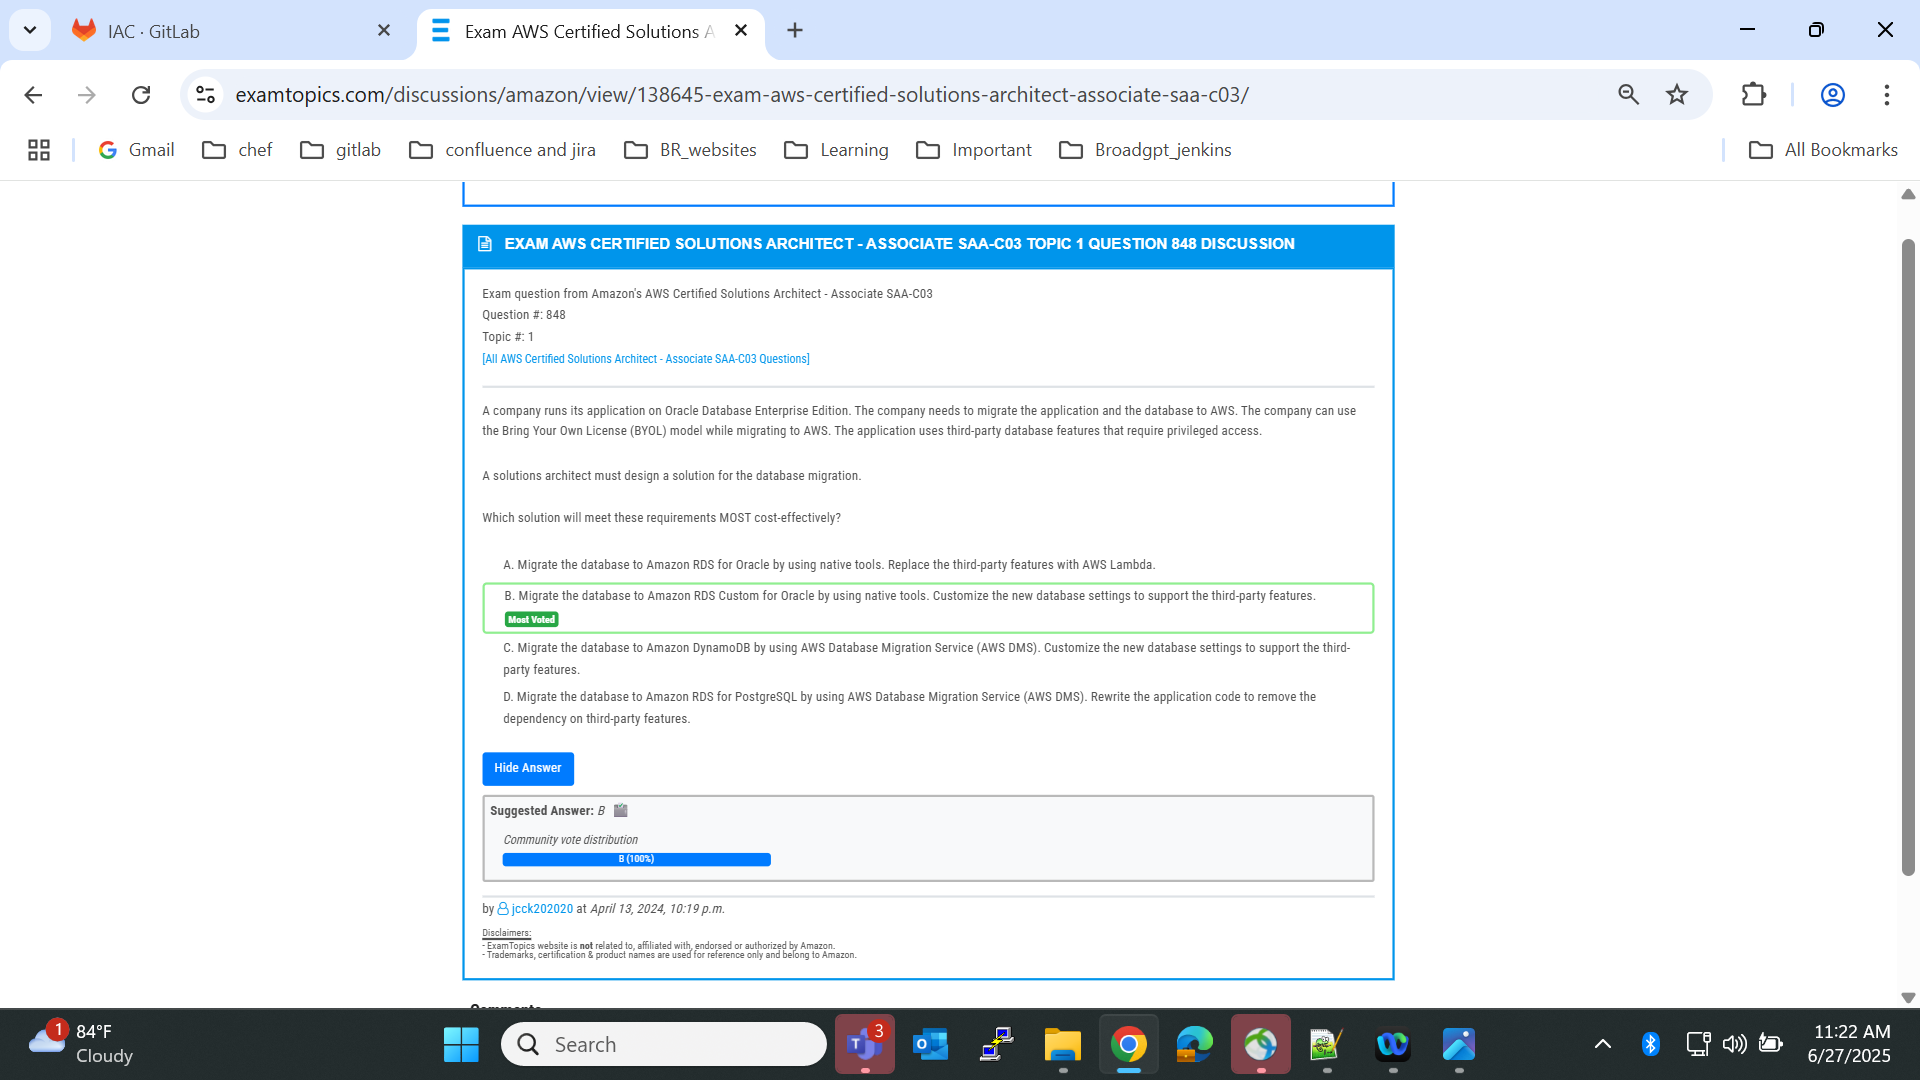 IAC · GitLab
Exam AWS Certified Solutions A
examtopics.com/discussions/amazon/view/138645-exam-aws-certified-solutions-architect-associate-saa-c03/
Gmail
chef
gitlab
confluence and jira
BR_websites
Learning
Important
Broadgpt_jenkins
All Bookmarks
EXAM AWS CERTIFIED SOLUTIONS ARCHITECT - ASSOCIATE SAA-C03 TOPIC 1 QUESTION 848 DISCUSSION
Exam question from Amazon's AWS Certified Solutions Architect - Associate SAA-C03
Question #: 848
Topic #: 1
[All AWS Certified Solutions Architect - Associate SAA-C03 Questions]
A company runs its application on Oracle Database Enterprise Edition. The company needs to migrate the application and the database to AWS. The company can use
the Bring Your Own License (BYOL) model while migrating to AWS. The application uses third-party database features that require privileged access.
A solutions architect must design a solution for the database migration.
Which solution will meet these requirements MOST cost-effectively?
A. Migrate the database to Amazon RDS for Oracle by using native tools. Replace the third-party features with AWS Lambda.
B. Migrate the database to Amazon RDS Custom for Oracle by using native tools. Customize the new database settings to support the third-party features.
Most Voted
C. Migrate the database to Amazon DynamoDB by using AWS Database Migration Service (AWS DMS). Customize the new database settings to support the third-
party features.
D. Migrate the database to Amazon RDS for PostgreSQL by using AWS Database Migration Service (AWS DMS). Rewrite the application code to remove the
dependency on third-party features.
Hide Answer
Suggested Answer: B
Community vote distribution
B (100%)
by jcck202020 at April 13, 2024, 10:19 p.m.
Disclaimers:
- ExamTopics website is not related to, affiliated with, endorsed or authorized by Amazon.
- Trademarks, certification & product names are used for reference only and belong to Amazon.
1
84°F
Cloudy
Search
3
11:22 AM
6/27/2025